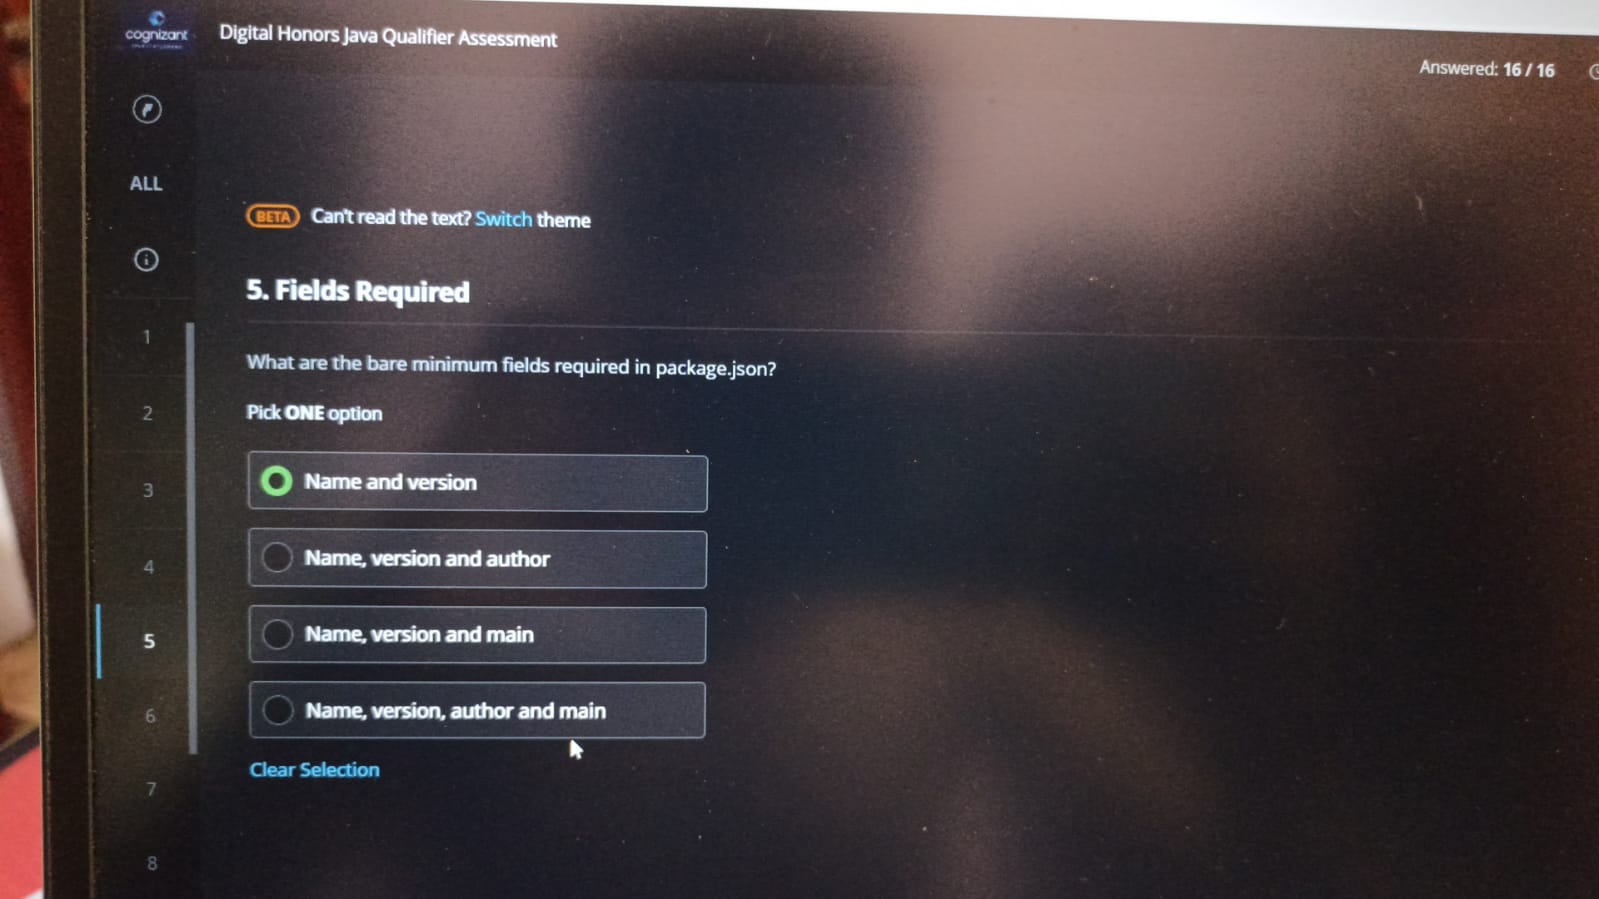 cognizant
Digital Honors Java Qualifier Assessment
Answered: 16 / 16
ALL
BETA Can't read the text? Switch theme
5. Fields Required
1
What are the bare minimum fields required in package.json?
2
Pick ONE option
3
Name and version
4
Name, version and author
5
Name, version and main
6
Name, version, author and main
Clear Selection
7
8